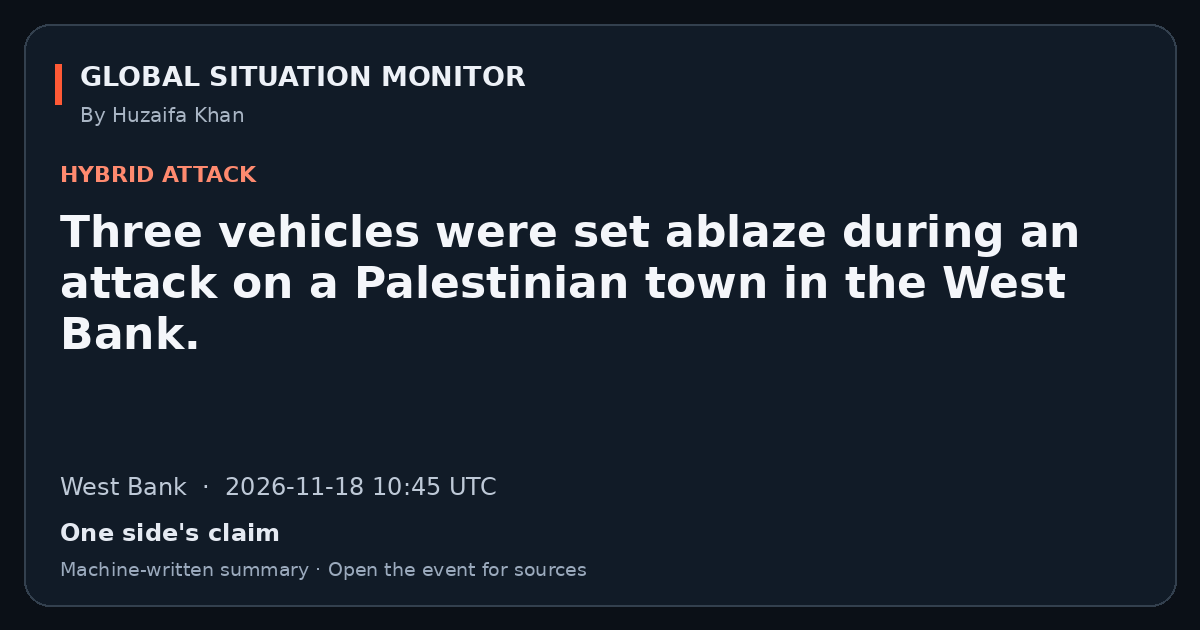 GLOBAL SITUATION MONITOR
By Huzaifa Khan
HYBRID ATTACK
Three vehicles were set ablaze during an
attack on a Palestinian town in the West
Bank.
West Bank · 2026-11-18 10:45 UTC
One side's claim
Machine-written summary · Open the event for sources